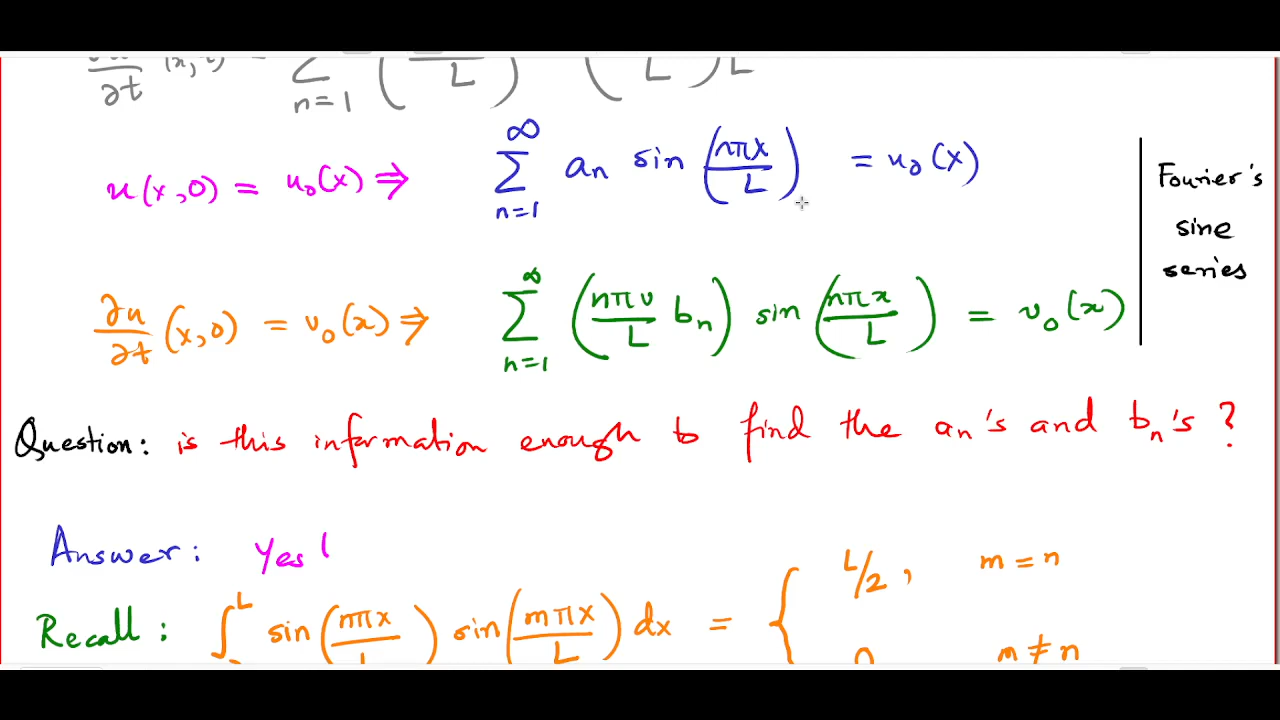 ∂t (x, t) = ∑ n=1 ( L ) ( L ) L
u(x,0) = u₀(x) ⇒ ∑_{n=1}^{∞} aₙ sin(nπx/L) = u₀(x)
∂u/∂t (x,0) = v₀(x) ⇒ ∑_{n=1}^{∞} (nπv/L bₙ) sin(nπx/L) = v₀(x)
Fourier's
sine
series
Question: is this information enough to find the aₙ's and bₙ's ?
Answer: Yes!
Recall: ∫₀^L sin(nπx/L) sin(mπx/L) dx = { L/2, m = n
0 m ≠ n